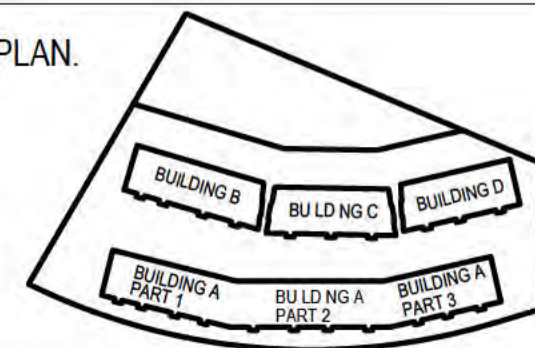 PLAN.
BUILDING B
BU LD NG C
BUILDING D
BUILDING A
PART 1
BU LD NG A
PART 2
BUILDING A
PART 3